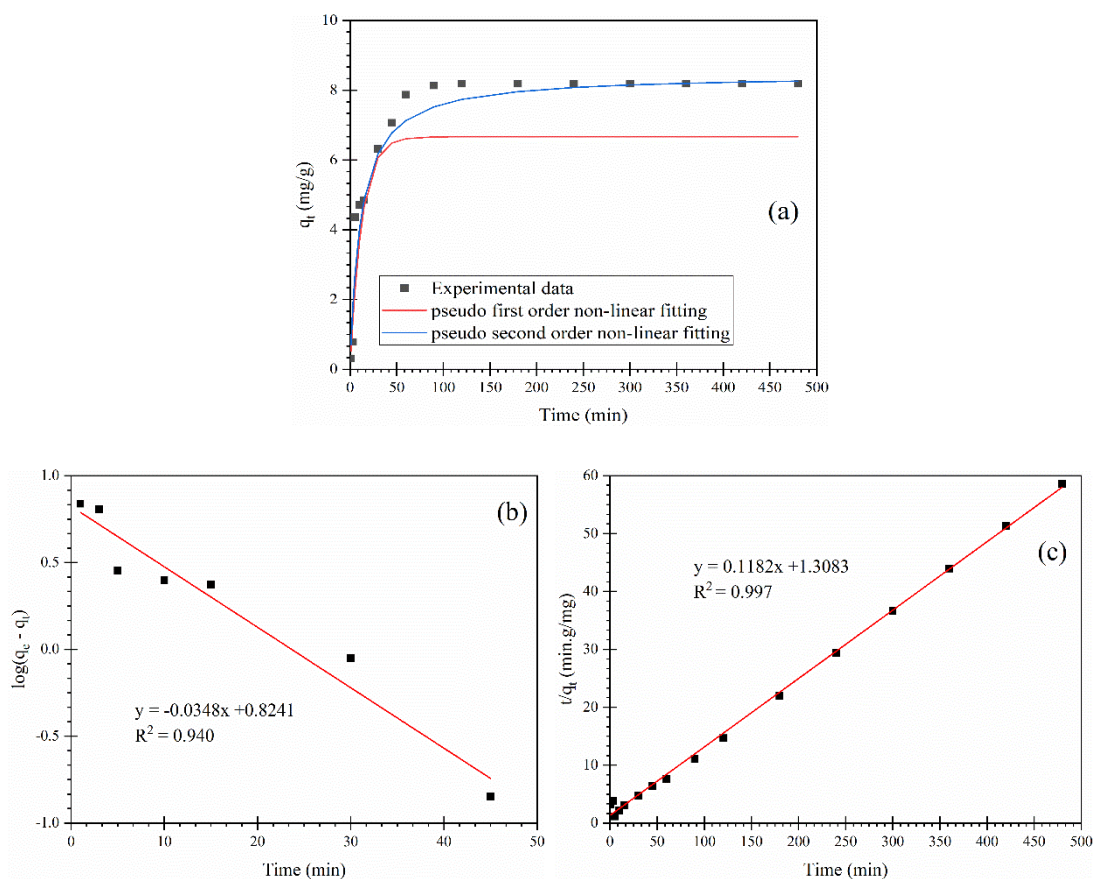 10
8
6
4
2
0
q_t (mg/g)
(a)
Experimental data
pseudo first order non-linear fitting
pseudo second order non-linear fitting
0 50 100 150 200 250 300 350 400 450 500
Time (min)
1.0
0.5
0.0
-0.5
-1.0
log(q_e - q_t)
(b)
y = -0.0348x +0.8241
R² = 0.940
0 10 20 30 40 50
Time (min)
60
50
40
30
20
10
0
t/q_t (min.g/mg)
(c)
y = 0.1182x +1.3083
R² = 0.997
0 50 100 150 200 250 300 350 400 450 500
Time (min)